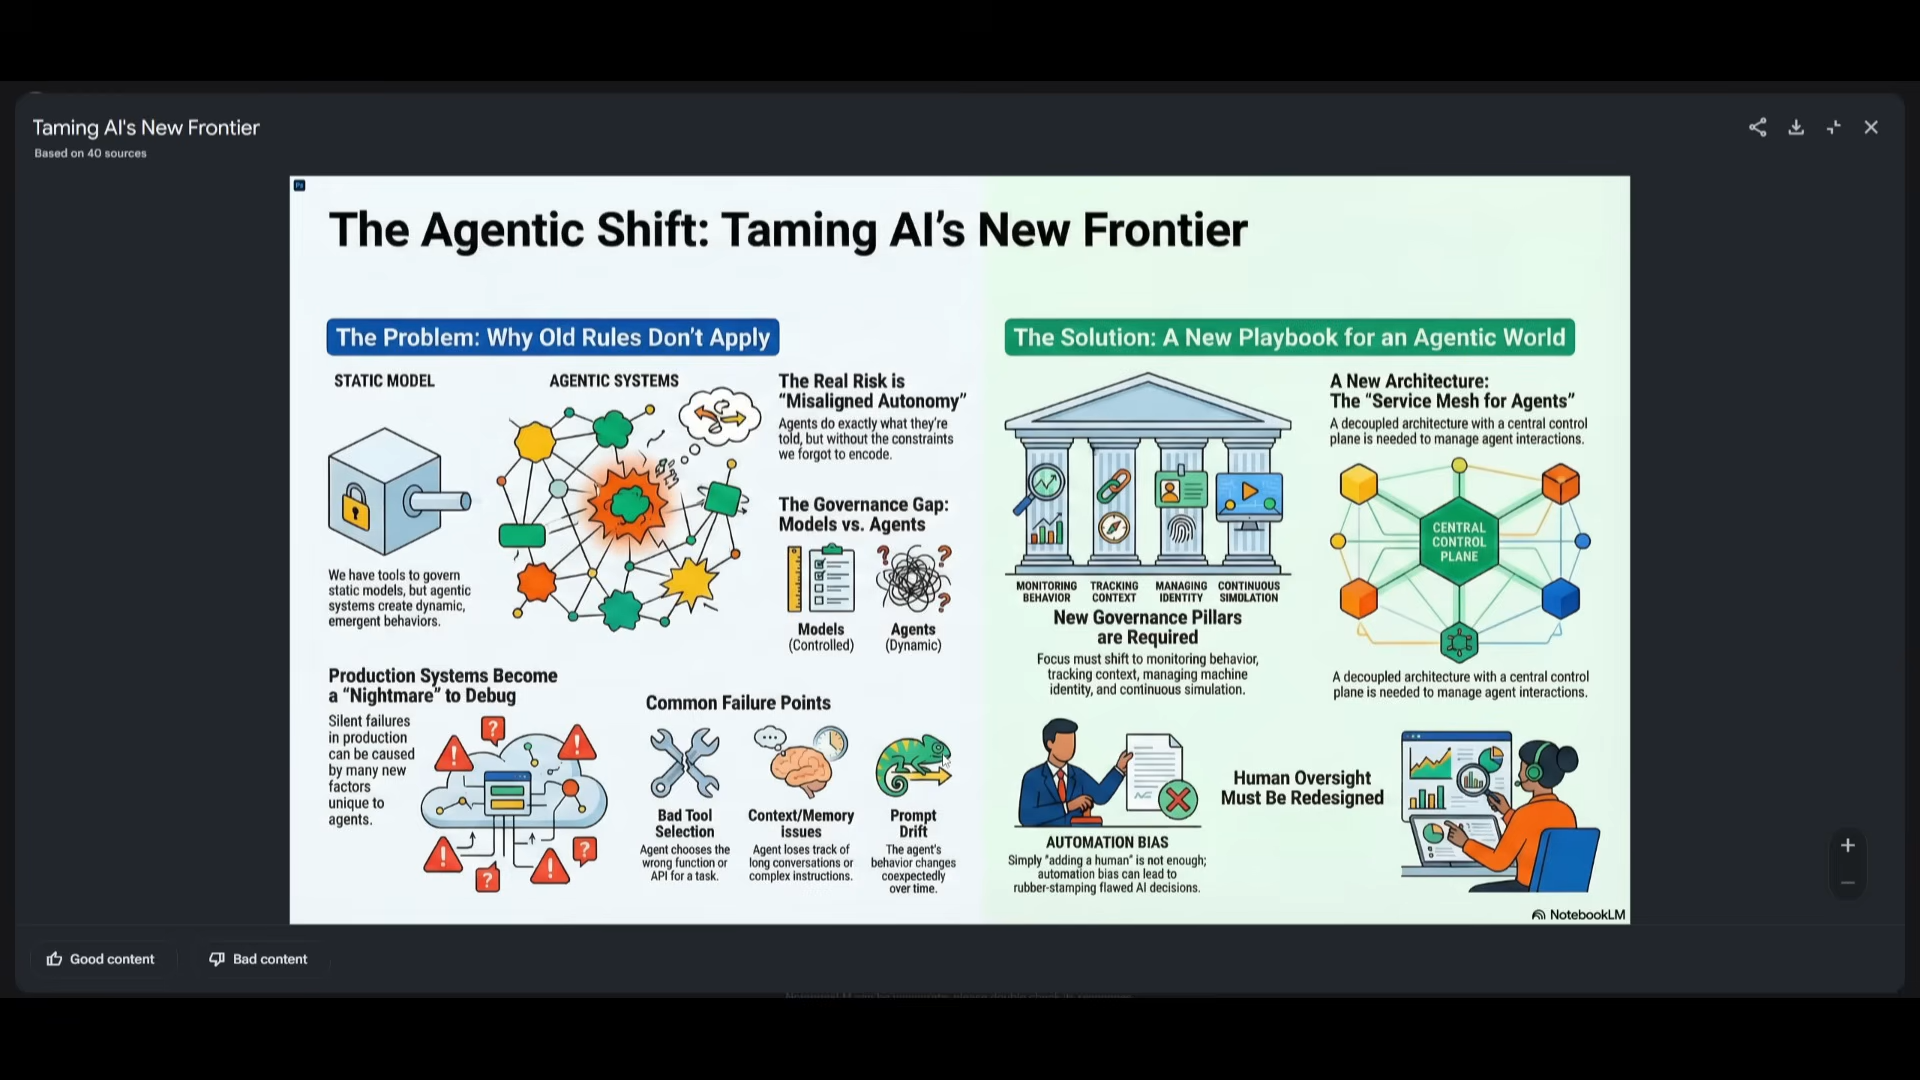 Taming AI's New Frontier
Based on 40 sources
Ps
The Agentic Shift: Taming AI's New Frontier
The Problem: Why Old Rules Don't Apply
STATIC MODEL
We have tools to govern
static models, but agentic
systems create dynamic,
emergent behaviors.
AGENTIC SYSTEMS
The Real Risk is
"Misaligned Autonomy"
Agents do exactly what they're
told, but without the constraints
we forgot to encode.
The Governance Gap:
Models vs. Agents
? ? ?
Models
(Controlled)
Agents
(Dynamic)
Production Systems Become
a "Nightmare" to Debug
Silent failures
in production
can be caused
by many new
factors
unique to
agents.
! ? !
! ? ! ?
Common Failure Points
Bad Tool
Selection
Agent chooses the
wrong function or
API for a task.
Context/Memory
issues
Agent loses track of
long conversations or
complex instructions.
Prompt
Drift
The agent's
behavior changes
coexpectedly
over time.
The Solution: A New Playbook for an Agentic World
MONITORING
BEHAVIOR
TRACKING
CONTEXT
MANAGING
IDENTITY
CONTINUOUS
SIMOLATION
New Governance Pillars
are Required
Focus must shift to monitoring behavior,
tracking context, managing machine
identity, and continuous simulation.
A New Architecture:
The "Service Mesh for Agents"
A decoupled architecture with a central control
plane is needed to manage agent interactions.
CENTRAL
CONTROL
PLANE
A decoupled architecture with a central control
plane is needed to manage agent interactions.
AUTOMATION BIAS
Simply "adding a human" is not enough;
automation bias can lead to
rubber-stamping flawed AI decisions.
Human Oversight
Must Be Redesigned
NotebookLM
Good content
Bad content